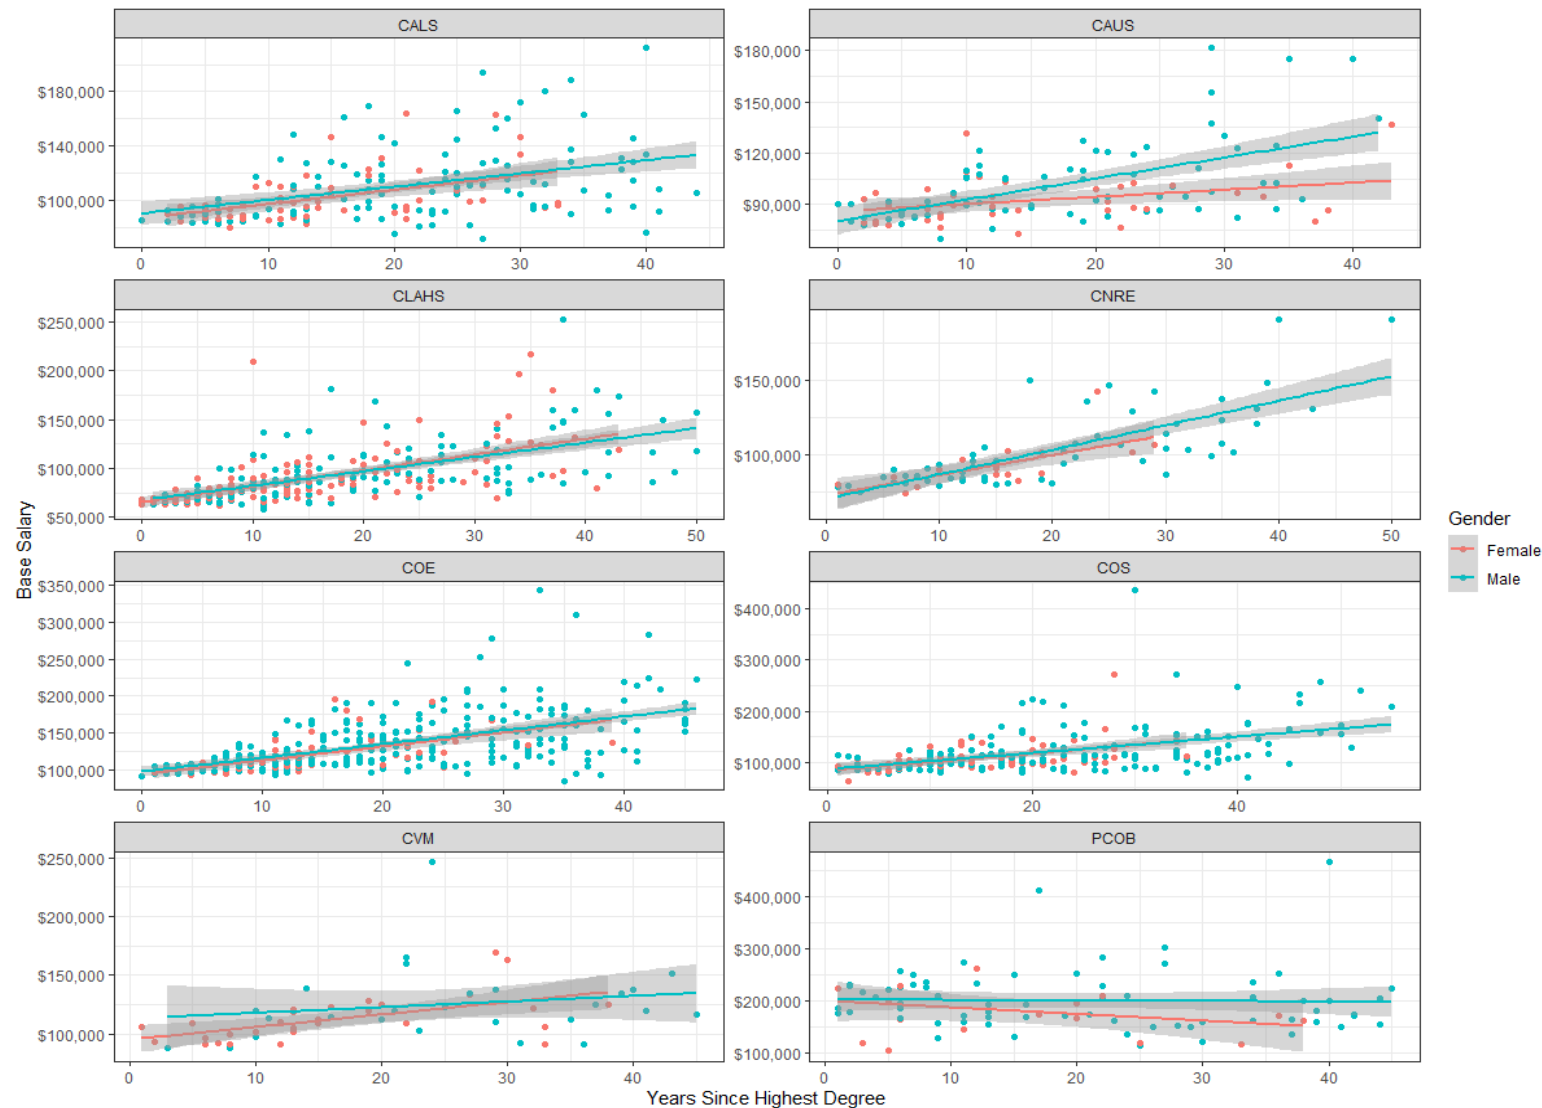 CALS
$180,000
$140,000
$100,000
0 10 20 30 40
CAUS
$180,000
$150,000
$120,000
$90,000
0 10 20 30 40
CLAHS
$250,000
$200,000
$150,000
$100,000
$50,000
0 10 20 30 40 50
CNRE
$150,000
$100,000
0 10 20 30 40 50
COE
$350,000
$300,000
$250,000
$200,000
$150,000
$100,000
0 10 20 30 40
COS
$400,000
$300,000
$200,000
$100,000
0 20 40
CVM
$250,000
$200,000
$150,000
$100,000
0 10 20 30 40
PCOB
$400,000
$300,000
$200,000
$100,000
0 10 20 30 40
Base Salary
Years Since Highest Degree
Gender
Female
Male